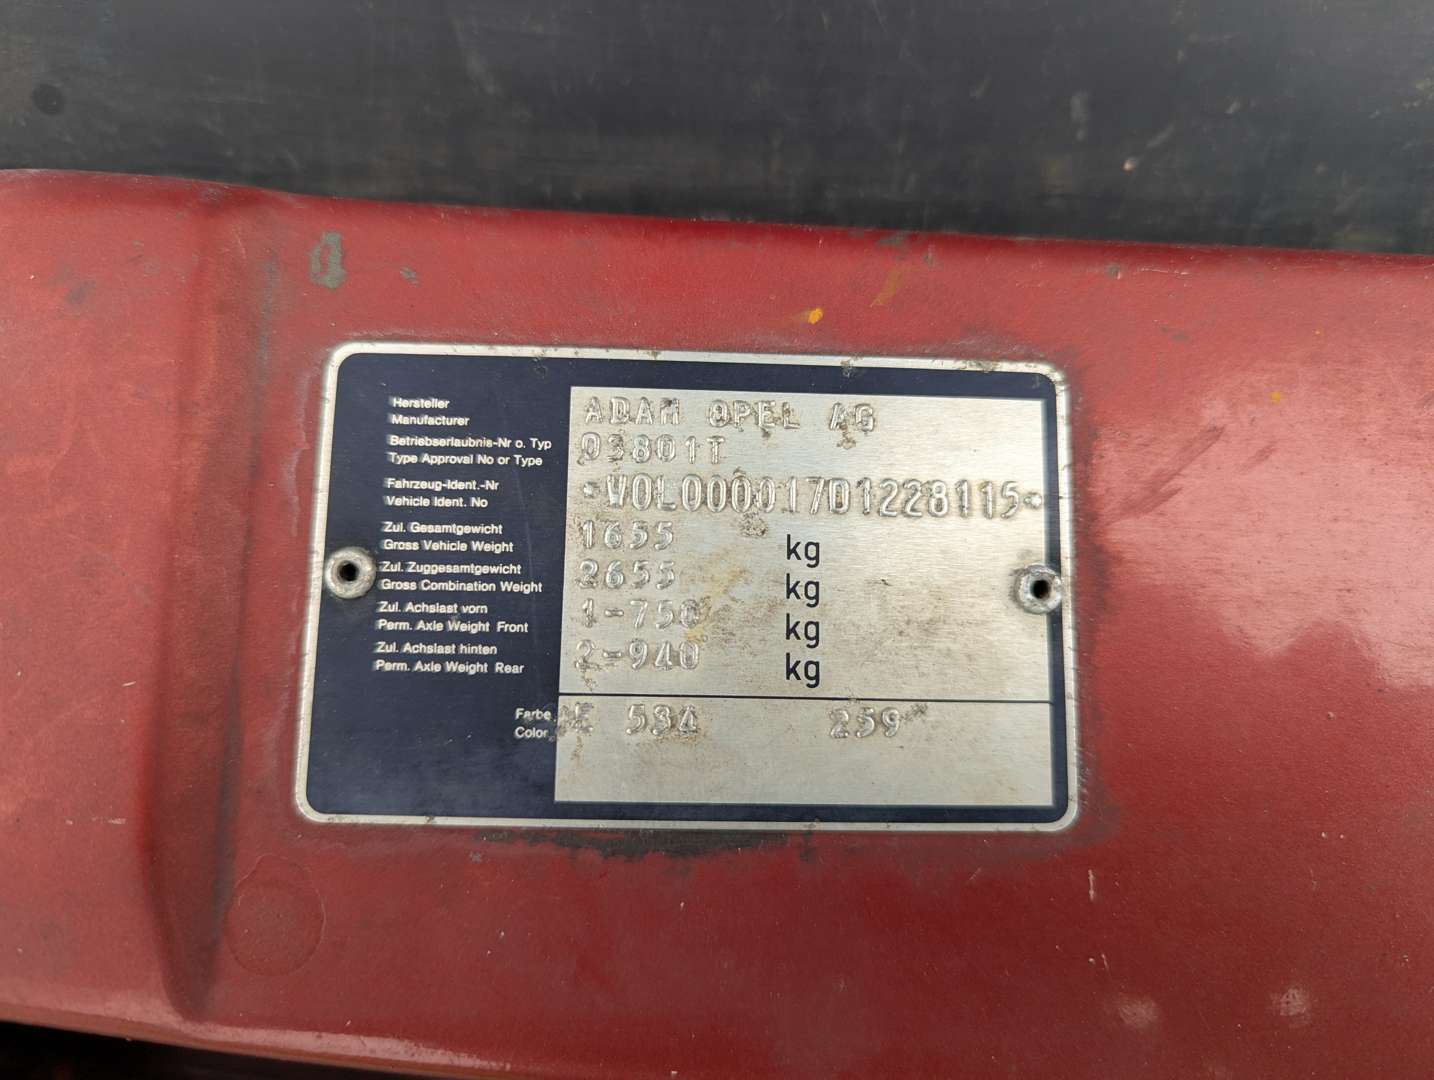 Hersteller
Manufacturer
ADAM OPEL AG
Betriebserlaubnis-Nr o. Typ
Type Approval No or Type
03801T
Fahrzeug-Ident.-Nr
Vehicle Ident. No
*W0L000017D1228115*
Zul. Gesamtgewicht
Gross Vehicle Weight
1655 kg
Zul. Zuggesamtgewicht
Gross Combination Weight
2655 kg
Zul. Achslast vorn
Perm. Axle Weight Front
1-750 kg
Zul. Achslast hinten
Perm. Axle Weight Rear
2-940 kg
Farbe
Color
534 259